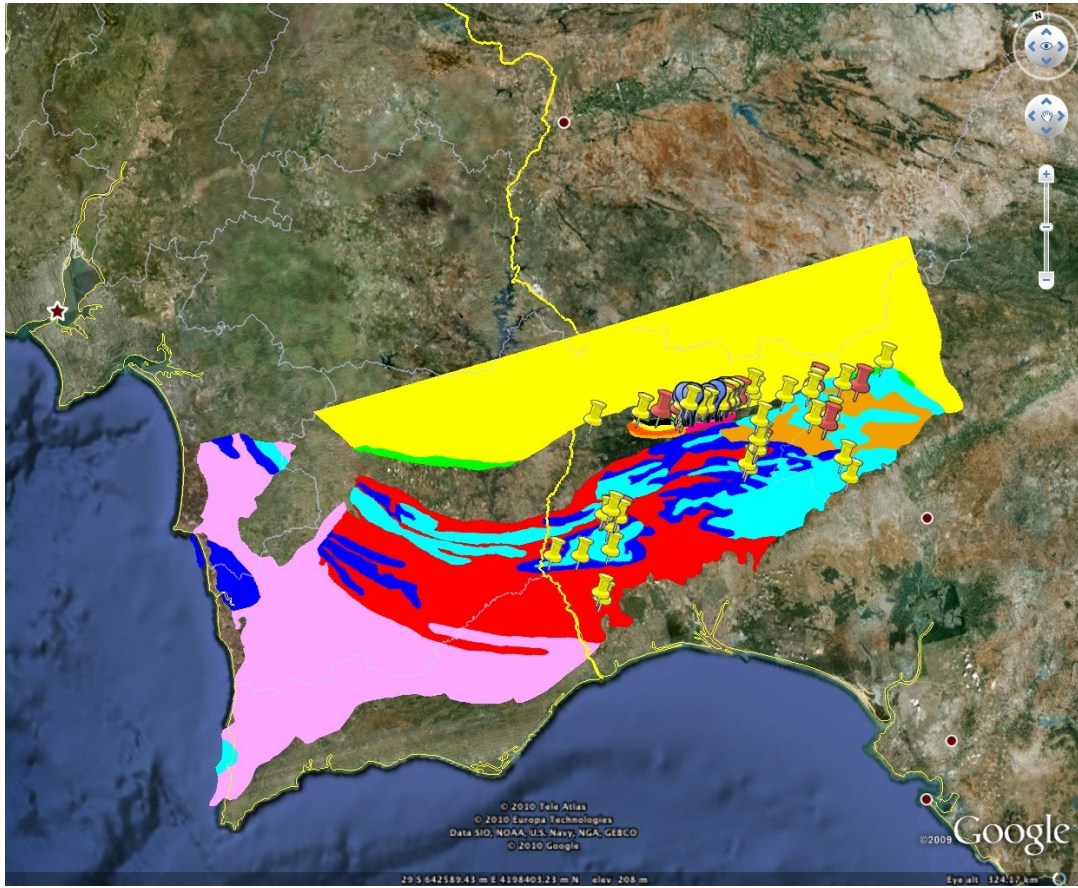 N
© 2010 Tele Atlas
© 2010 Europa Technologies
Data SIO, NOAA, U.S. Navy, NGA, GEBCO
© 2010 Google
©2009 Google
29 S 642589.43 m E 4198403.23 m N elev 208 m Eye alt 324.17 km